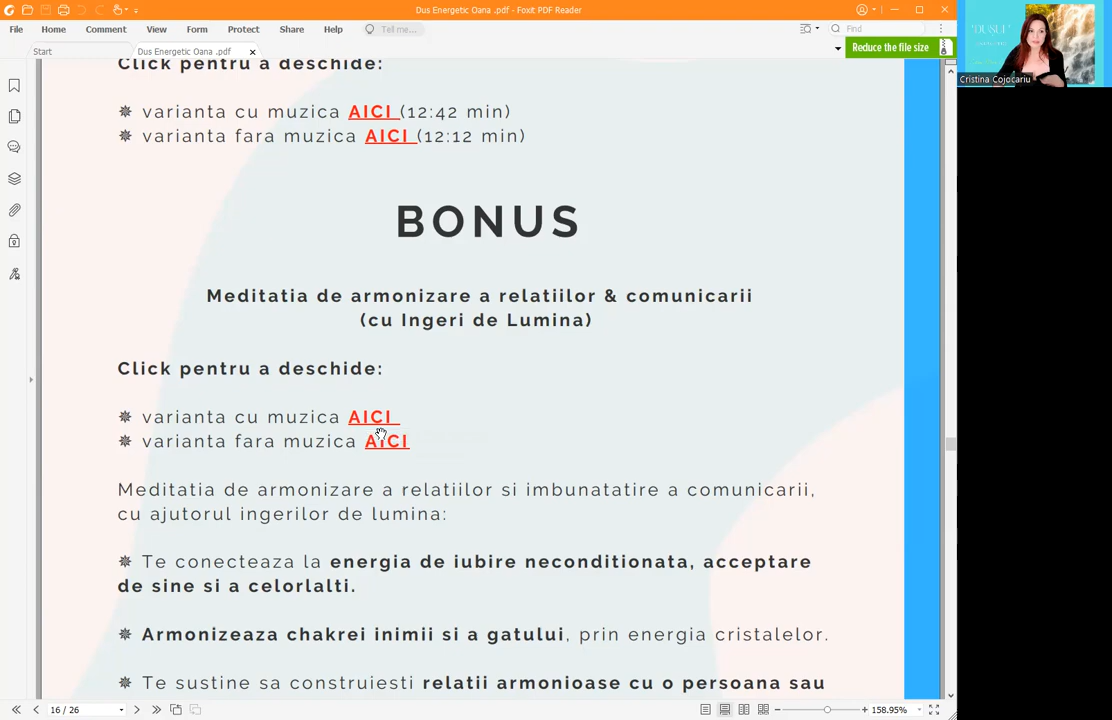 Dus Energetic Oana .pdf - Foxit PDF Reader
File Home Comment View Form Protect Share Help Tell me... Find
Start Dus Energetic Oana .pdf Reduce the file size
Cristina Cojocariu
Click pentru a deschide:
✵ varianta cu muzica AICI (12:42 min)
✵ varianta fara muzica AICI (12:12 min)
BONUS
Meditatia de armonizare a relatiilor & comunicarii
(cu Ingeri de Lumina)
Click pentru a deschide:
✵ varianta cu muzica AICI
✵ varianta fara muzica AICI
Meditatia de armonizare a relatiilor si imbunatatire a comunicarii,
cu ajutorul ingerilor de lumina:
✵ Te conecteaza la energia de iubire neconditionata, acceptare
de sine si a celorlalti.
✵ Armonizeaza chakrei inimii si a gatului, prin energia cristalelor.
✵ Te sustine sa construiesti relatii armonioase cu o persoana sau
16 / 26 158.95%